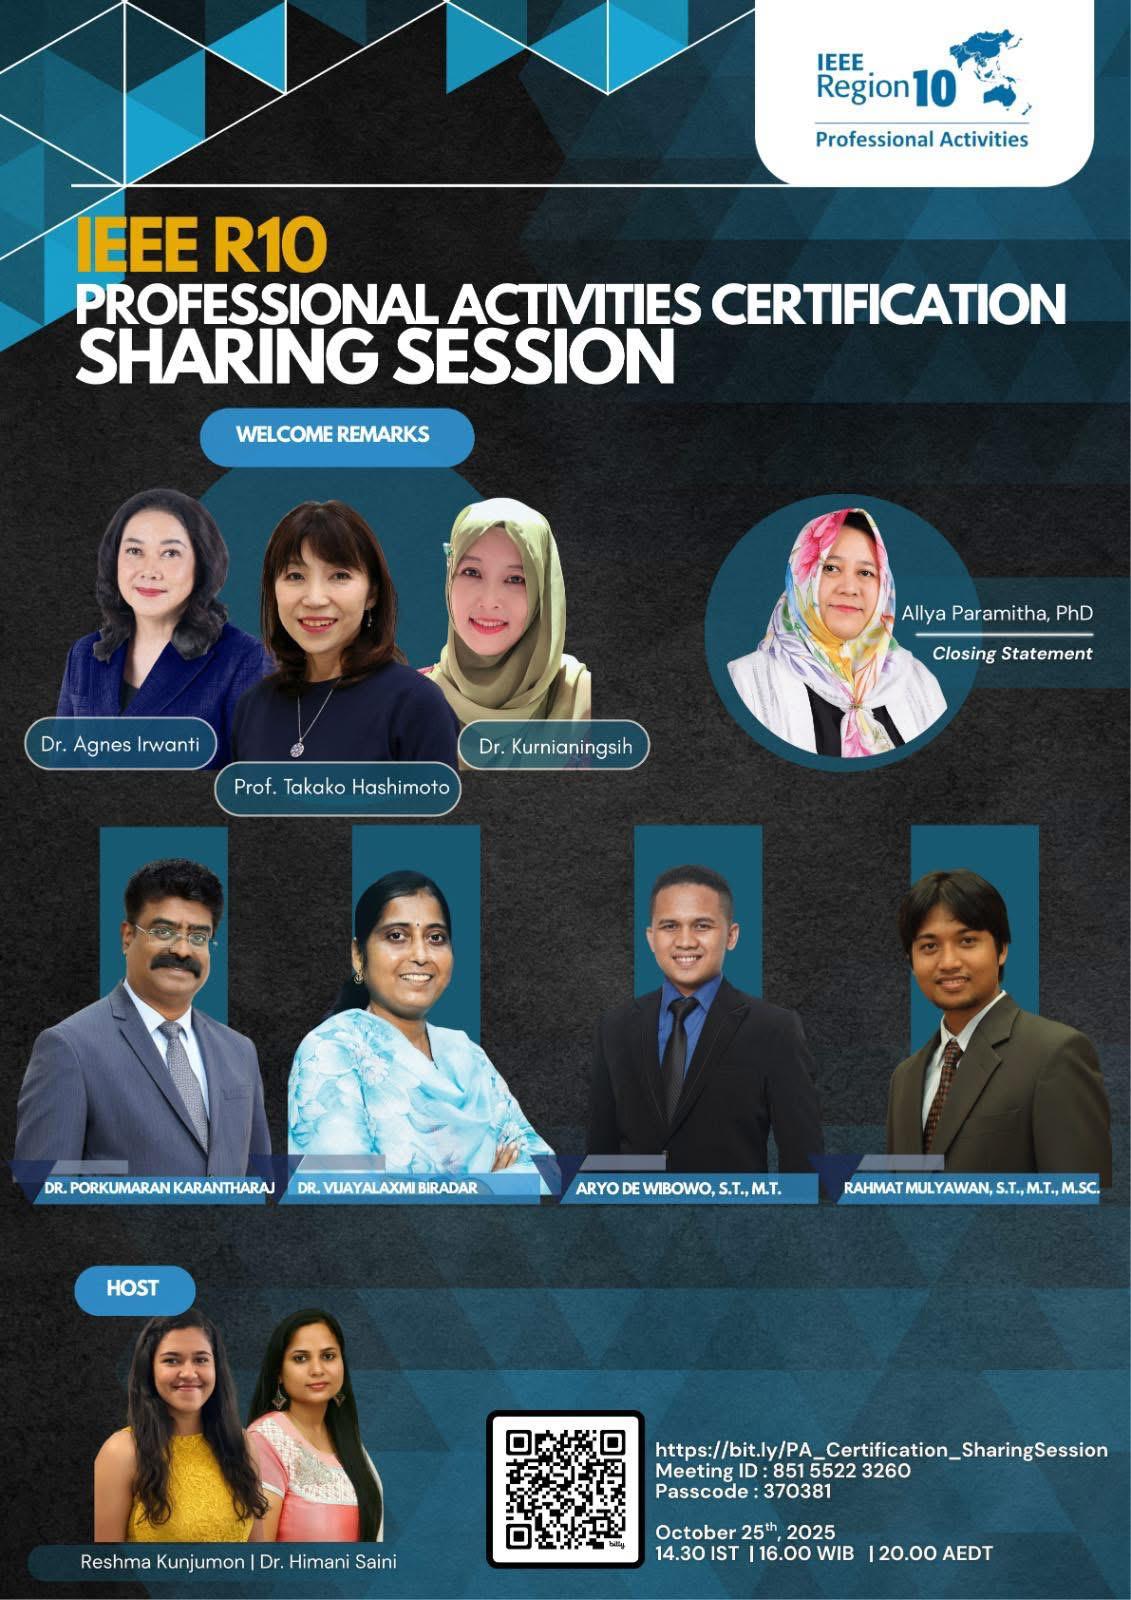 IEEE
Region 10
Professional Activities
IEEE R10
PROFESSIONAL ACTIVITIES CERTIFICATION
SHARING SESSION
WELCOME REMARKS
Dr. Agnes Irwanti
Prof. Takako Hashimoto
Dr. Kurnianingsih
Allya Paramitha, PhD
Closing Statement
DR. PORKUMARAN KARANTHARAJ
DR. VIJAYALAXMI BIRADAR
ARYO DE WIBOWO, S.T., M.T.
RAHMAT MULYAWAN, S.T., M.T., M.SC.
HOST
Reshma Kunjumon | Dr. Himani Saini
bitly
https://bit.ly/PA_Certification_SharingSession
Meeting ID : 851 5522 3260
Passcode : 370381
October 25th, 2025
14.30 IST | 16.00 WIB | 20.00 AEDT